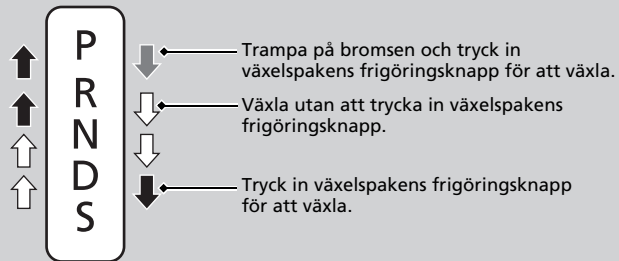 P
R
N
D
S
Trampa på bromsen och tryck in
växelspakens frigöringsknapp för att växla.
Växla utan att trycka in växelspakens
frigöringsknapp.
Tryck in växelspakens frigöringsknapp
för att växla.